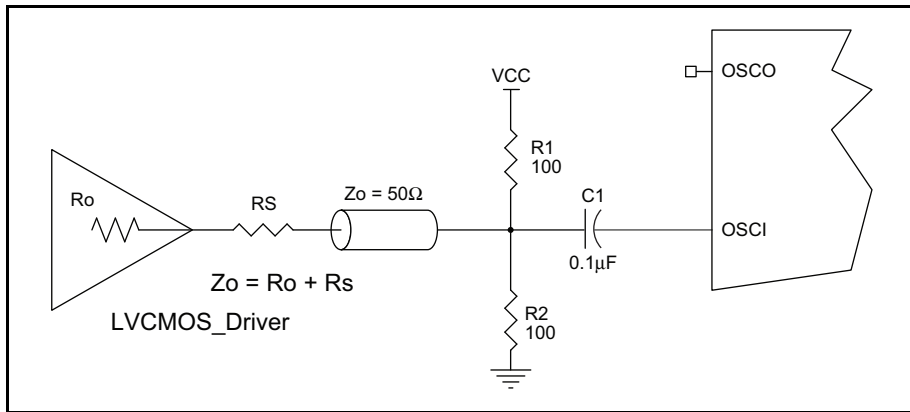 OSCO
VCC
R1
100
Ro
RS
Zo = 50Ω
C1
OSCI
0.1µF
Zo = Ro + Rs
LVCMOS_Driver
R2
100